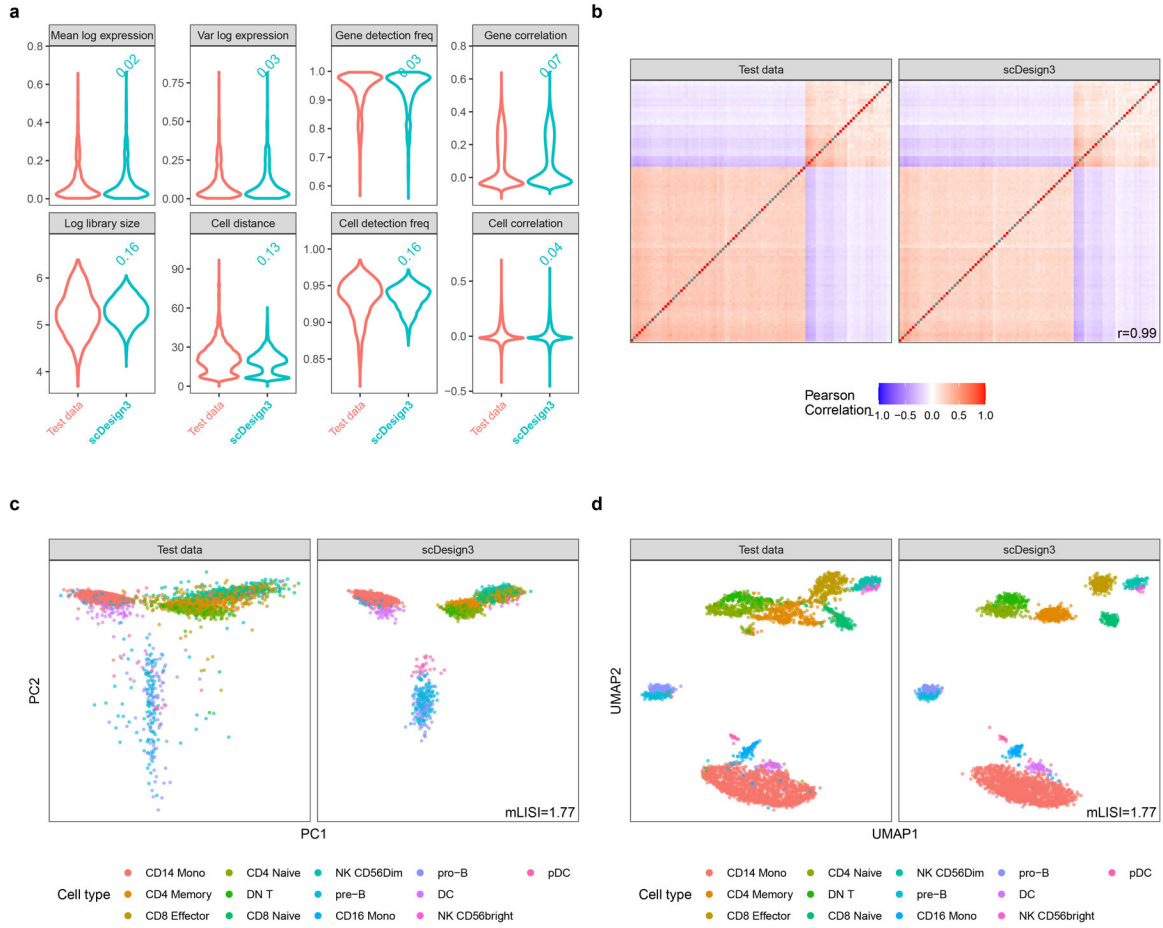 a
Mean log expression Var log expression Gene detection freq Gene correlation
0.8 0.02 0.03 1.0 0.03 0.8 0.07
0.6 0.75 0.9 0.6
0.4 0.50 0.8 0.4
0.2 0.25 0.7 0.2
0.0 0.00 0.6 0.0
Log library size Cell distance Cell detection freq Cell correlation
0.16 0.13 1.00 0.16 1.0 0.04
6 90 0.95 0.5
5 60 0.90 0.0
4 30 0.85 −0.5
0
Test data scDesign3 Test data scDesign3 Test data scDesign3 Test data scDesign3
b
Test data scDesign3
r=0.99
Pearson
Correlation
-1.0 −0.5 0.0 0.5 1.0
c
Test data scDesign3
PC2
mLISI=1.77
PC1
CD14 Mono CD4 Naive NK CD56Dim pro-B pDC
Cell type CD4 Memory DN T pre-B DC
CD8 Effector CD8 Naive CD16 Mono NK CD56bright
d
Test data scDesign3
UMAP2
mLISI=1.77
UMAP1
CD14 Mono CD4 Naive NK CD56Dim pro-B pDC
Cell type CD4 Memory DN T pre-B DC
CD8 Effector CD8 Naive CD16 Mono NK CD56bright